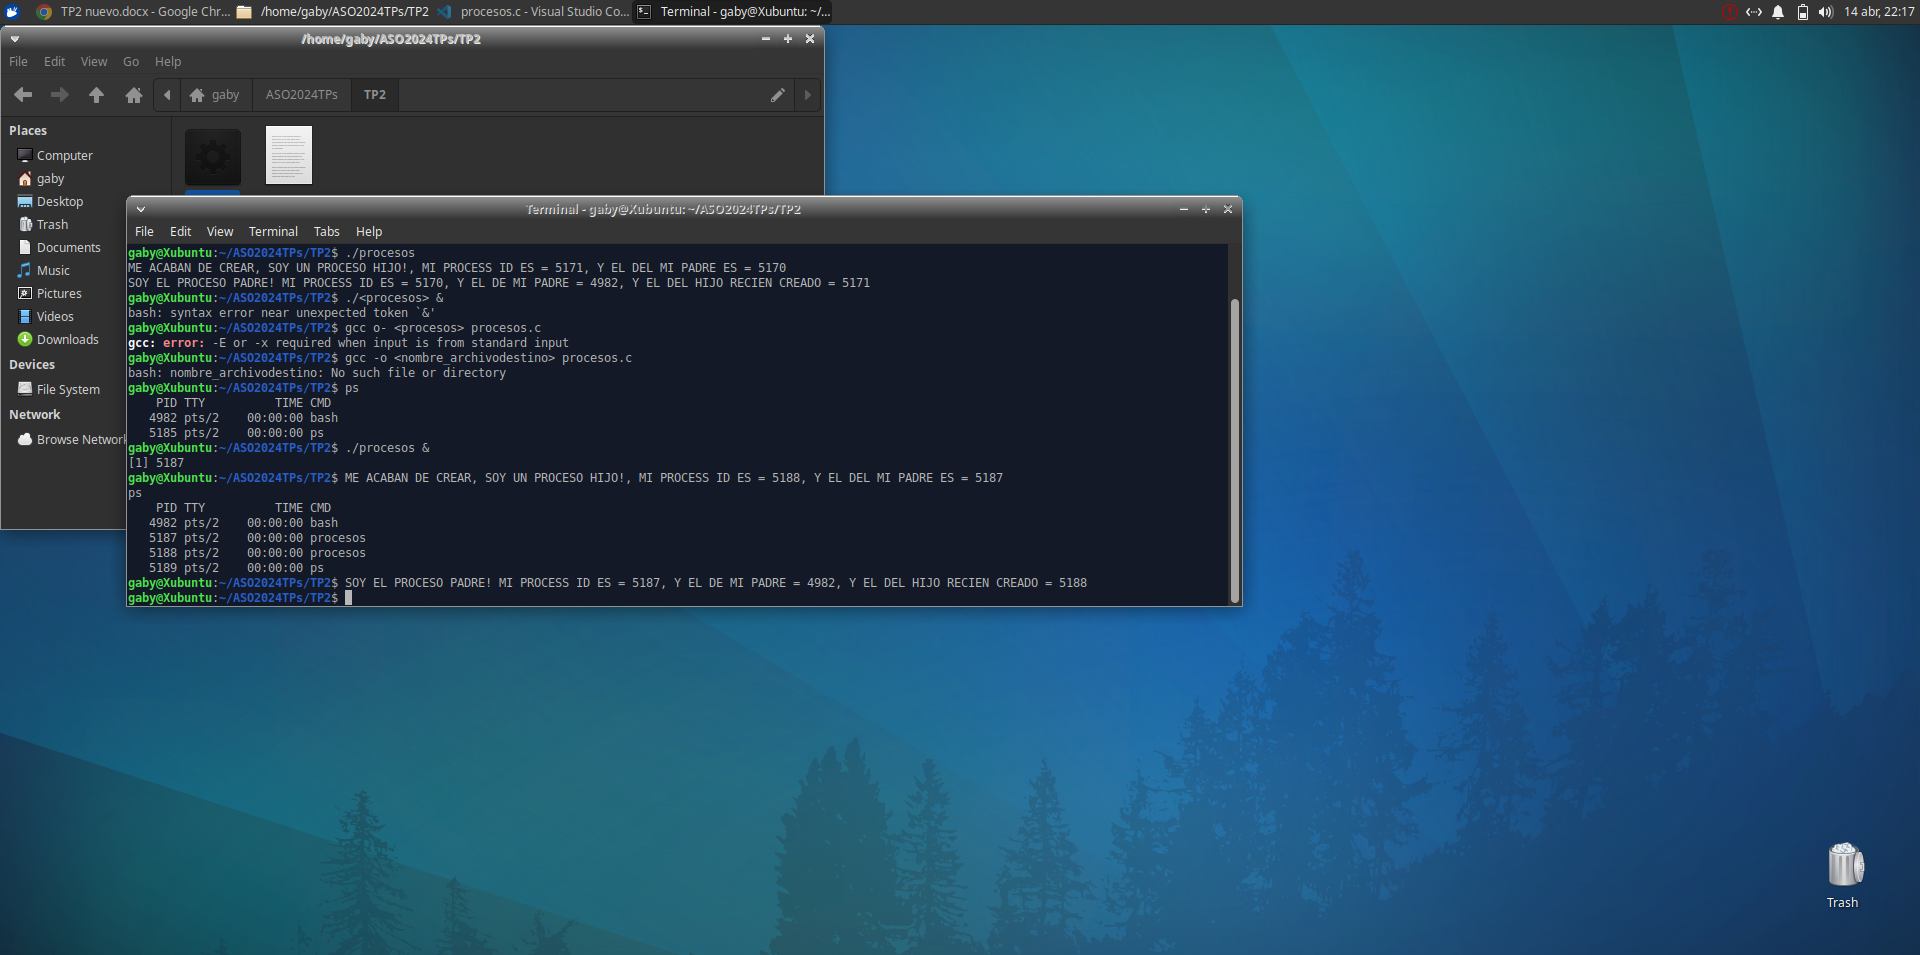 TP2 nuevo.docx - Google Chr... /home/gaby/ASO2024TPs/TP2 procesos.c - Visual Studio Co... Terminal - gaby@Xubuntu: ~/... 14 abr, 22:17
/home/gaby/ASO2024TPs/TP2
File Edit View Go Help
gaby ASO2024TPs TP2
Places
Computer
gaby
Desktop
Trash
Documents
Music
Pictures
Videos
Downloads
Devices
File System
Network
Browse Networ
Terminal - gaby@Xubuntu: ~/ASO2024TPs/TP2
File Edit View Terminal Tabs Help
gaby@Xubuntu:~/ASO2024TPs/TP2$ ./procesos
ME ACABAN DE CREAR, SOY UN PROCESO HIJO!, MI PROCESS ID ES = 5171, Y EL DEL MI PADRE ES = 5170
SOY EL PROCESO PADRE! MI PROCESS ID ES = 5170, Y EL DE MI PADRE = 4982, Y EL DEL HIJO RECIEN CREADO = 5171
gaby@Xubuntu:~/ASO2024TPs/TP2$ ./<procesos> &
bash: syntax error near unexpected token `&'
gaby@Xubuntu:~/ASO2024TPs/TP2$ gcc o- <procesos> procesos.c
gcc: error: -E or -x required when input is from standard input
gaby@Xubuntu:~/ASO2024TPs/TP2$ gcc -o <nombre_archivodestino> procesos.c
bash: nombre_archivodestino: No such file or directory
gaby@Xubuntu:~/ASO2024TPs/TP2$ ps
PID TTY TIME CMD
4982 pts/2 00:00:00 bash
5185 pts/2 00:00:00 ps
gaby@Xubuntu:~/ASO2024TPs/TP2$ ./procesos &
[1] 5187
gaby@Xubuntu:~/ASO2024TPs/TP2$ ME ACABAN DE CREAR, SOY UN PROCESO HIJO!, MI PROCESS ID ES = 5188, Y EL DEL MI PADRE ES = 5187
ps
PID TTY TIME CMD
4982 pts/2 00:00:00 bash
5187 pts/2 00:00:00 procesos
5188 pts/2 00:00:00 procesos
5189 pts/2 00:00:00 ps
gaby@Xubuntu:~/ASO2024TPs/TP2$ SOY EL PROCESO PADRE! MI PROCESS ID ES = 5187, Y EL DE MI PADRE = 4982, Y EL DEL HIJO RECIEN CREADO = 5188
gaby@Xubuntu:~/ASO2024TPs/TP2$
Trash